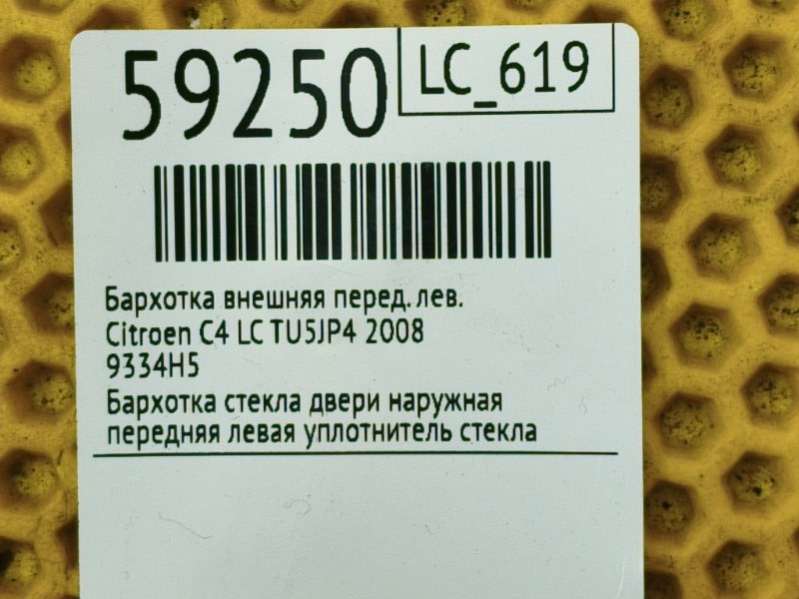 59250
LC_619
Бархотка внешняя перед. лев.
Citroen C4 LC TU5JP4 2008
9334H5
Бархотка стекла двери наружная
передняя левая уплотнитель стекла